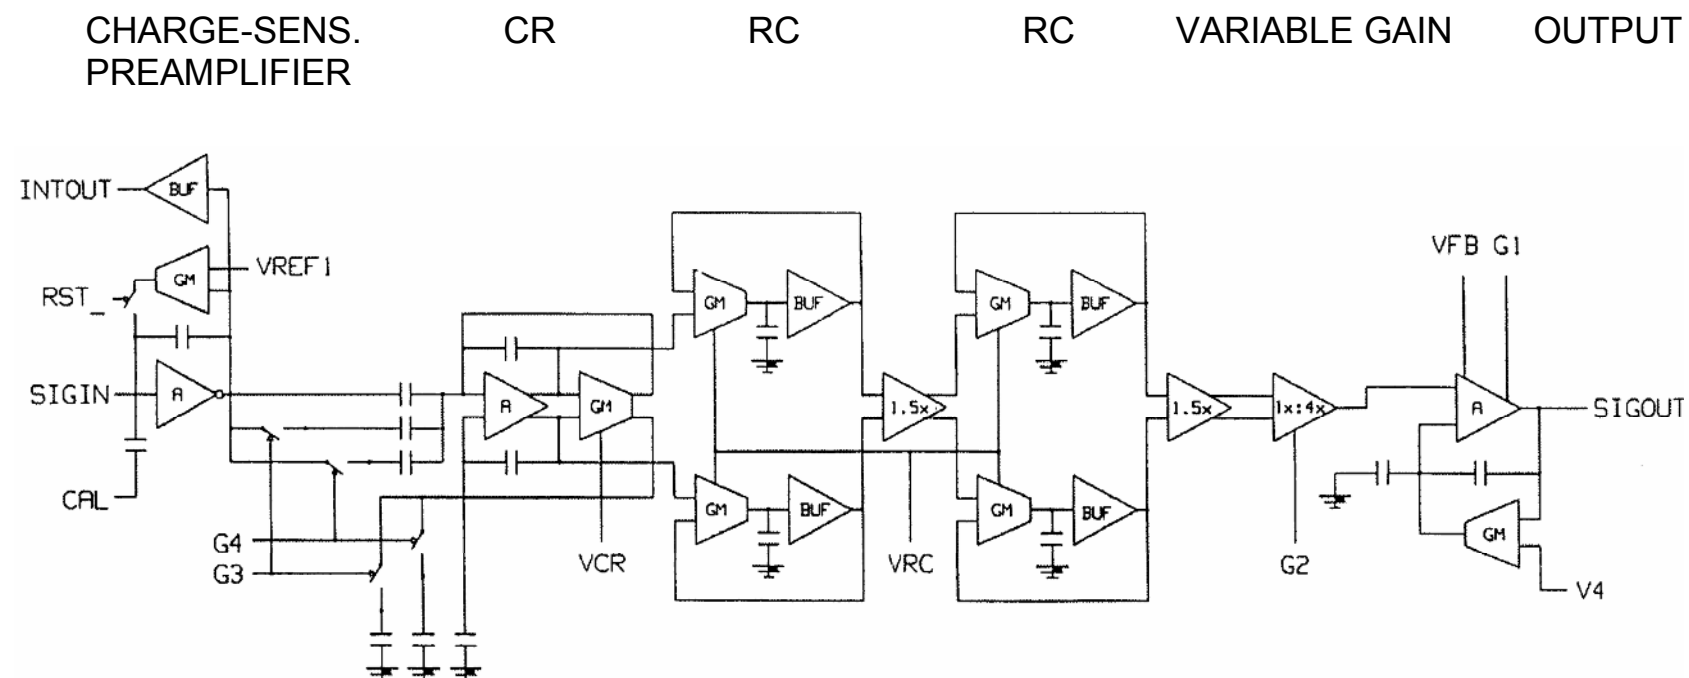 CHARGE-SENS. CR RC RC VARIABLE GAIN OUTPUT
PREAMPLIFIER
INTOUT BUF
VFB G1
GM VREF1
RST_
GM BUF GM BUF
SIGIN A A GM 1.5x 1.5x 1x:4x A SIGOUT
CAL
GM BUF GM BUF
GM
G4
VCR VRC G2
G3
V4